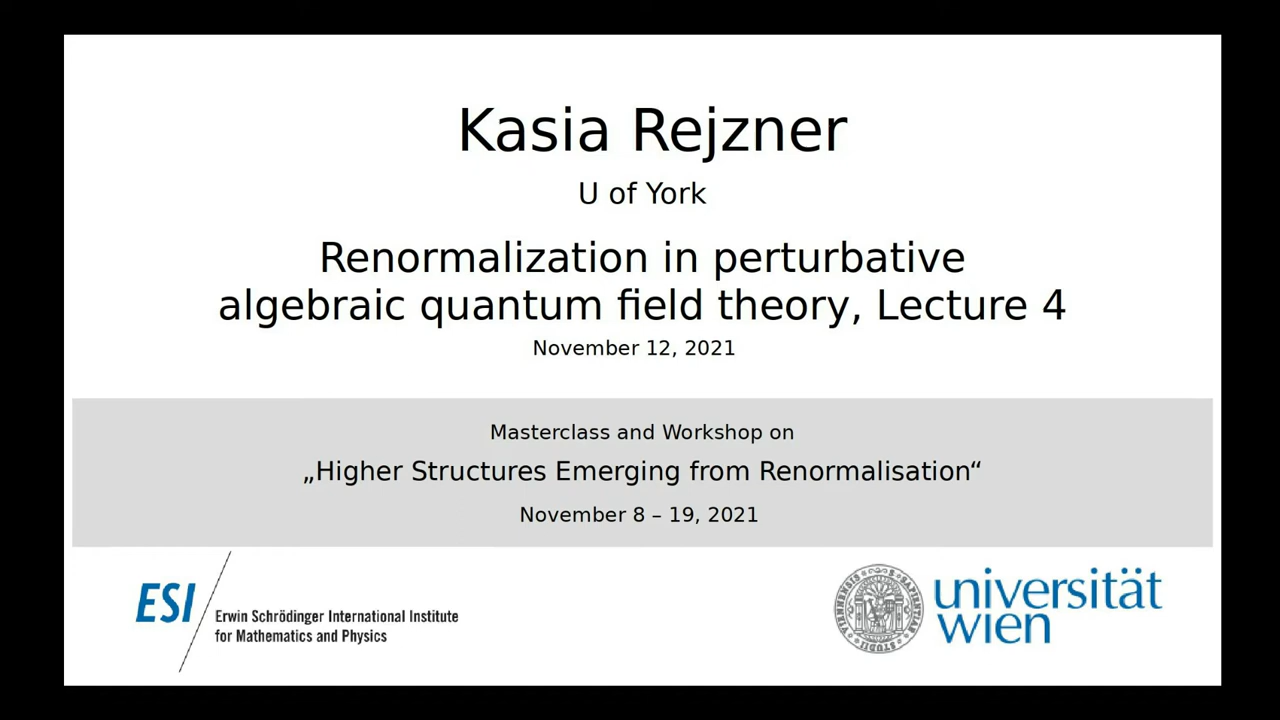 Kasia Rejzner
U of York
Renormalization in perturbative
algebraic quantum field theory, Lecture 4
November 12, 2021
Masterclass and Workshop on
„Higher Structures Emerging from Renormalisation“
November 8 – 19, 2021
ESI
Erwin Schrödinger International Institute
for Mathematics and Physics
universität
wien